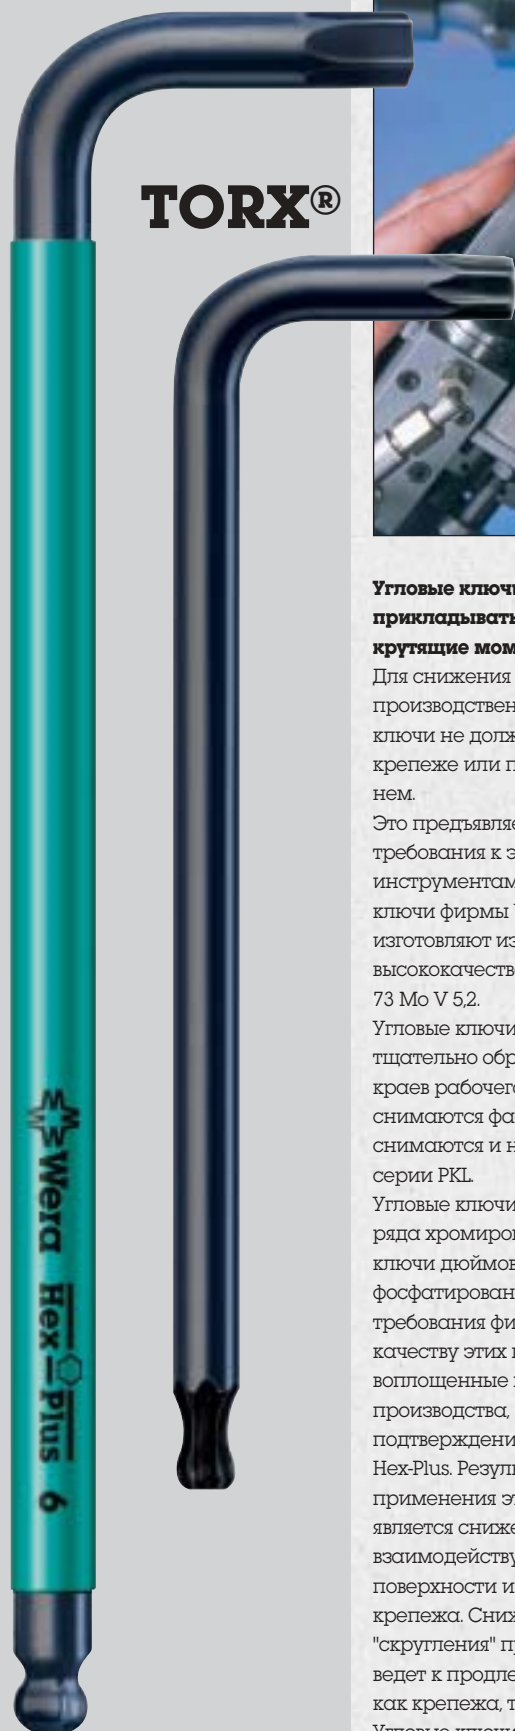 TORX®
Wera Hex-Plus 6
Угловые ключи
прикладывать
крутящие мом
Для снижения
производствен
ключи не долж
крепеже или п
нем.
Это предъявляе
требования к э
инструментам
ключи фирмы
изготовляют из
высококачестве
73 Mo V 5,2.
Угловые ключи
тщательно обр
краев рабочего
снимаются фа
снимаются и н
серии PKL.
Угловые ключи
ряда хромиров
ключи дюймов
фосфатирован
требования фи
качеству этих
воплощенные
производства,
подтверждени
Hex-Plus. Резул
применения эт
является сниже
взаимодейству
поверхности и
крепежа. Сниж
"скругления" п
ведет к продле
как крепежа, т